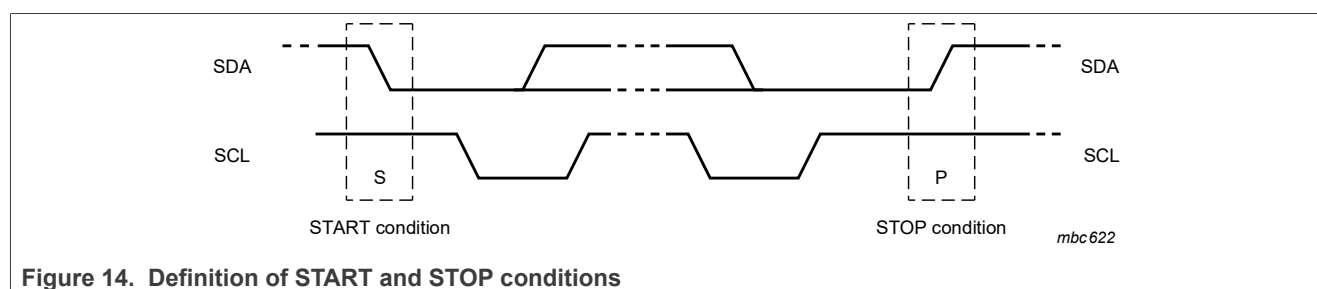 SDA
SDA
SCL
SCL
S
P
START condition
STOP condition
mbc622
Figure 14. Definition of START and STOP conditions